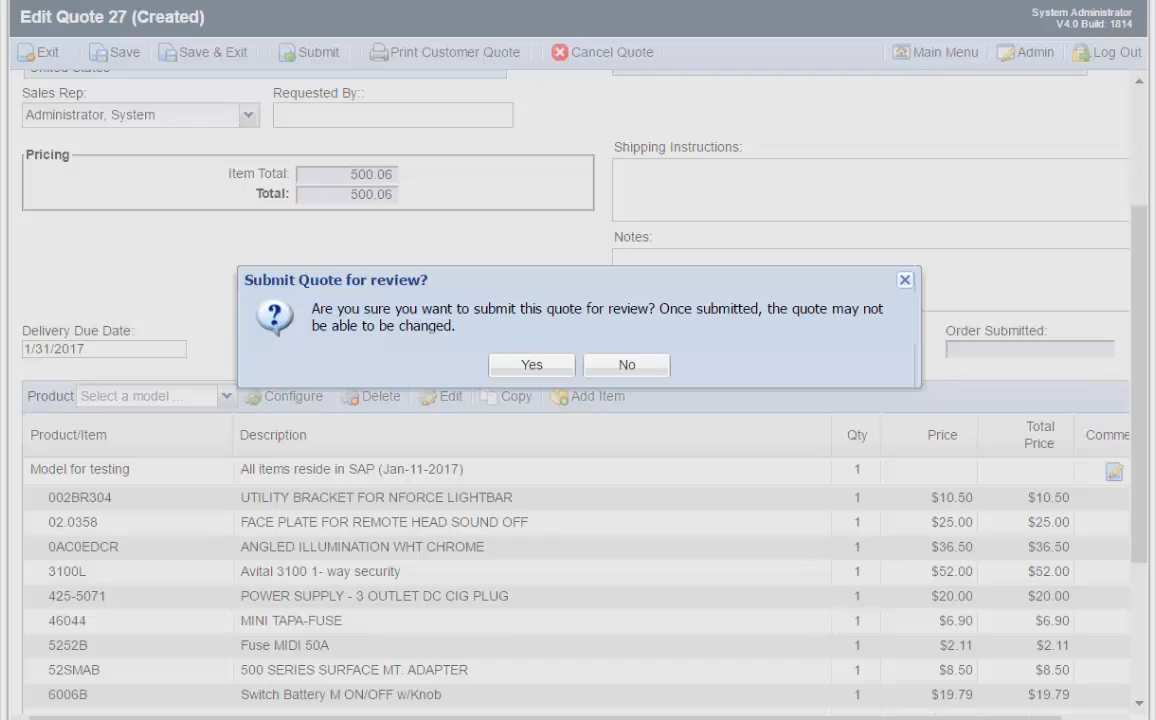 Edit Quote 27 (Created)
System Administrator
V4.0 Build: 1814
Exit Save Save & Exit Submit Print Customer Quote Cancel Quote Main Menu Admin Log Out
United States
Sales Rep: Requested By::
Administrator, System
Pricing
Item Total: 500.06
Total: 500.06
Shipping Instructions:
Notes:
Submit Quote for review?
Are you sure you want to submit this quote for review? Once submitted, the quote may not
be able to be changed.
Yes No
Delivery Due Date:
1/31/2017
Order Submitted:
Product Select a model ... Configure Delete Edit Copy Add Item
Product/Item Description Qty Price Total Price Comme
Model for testing All items reside in SAP (Jan-11-2017) 1
002BR304 UTILITY BRACKET FOR NFORCE LIGHTBAR 1 $10.50 $10.50
02.0358 FACE PLATE FOR REMOTE HEAD SOUND OFF 1 $25.00 $25.00
0AC0EDCR ANGLED ILLUMINATION WHT CHROME 1 $36.50 $36.50
3100L Avital 3100 1- way security 1 $52.00 $52.00
425-5071 POWER SUPPLY - 3 OUTLET DC CIG PLUG 1 $20.00 $20.00
46044 MINI TAPA-FUSE 1 $6.90 $6.90
5252B Fuse MIDI 50A 1 $2.11 $2.11
52SMAB 500 SERIES SURFACE MT. ADAPTER 1 $8.50 $8.50
6006B Switch Battery M ON/OFF w/Knob 1 $19.79 $19.79